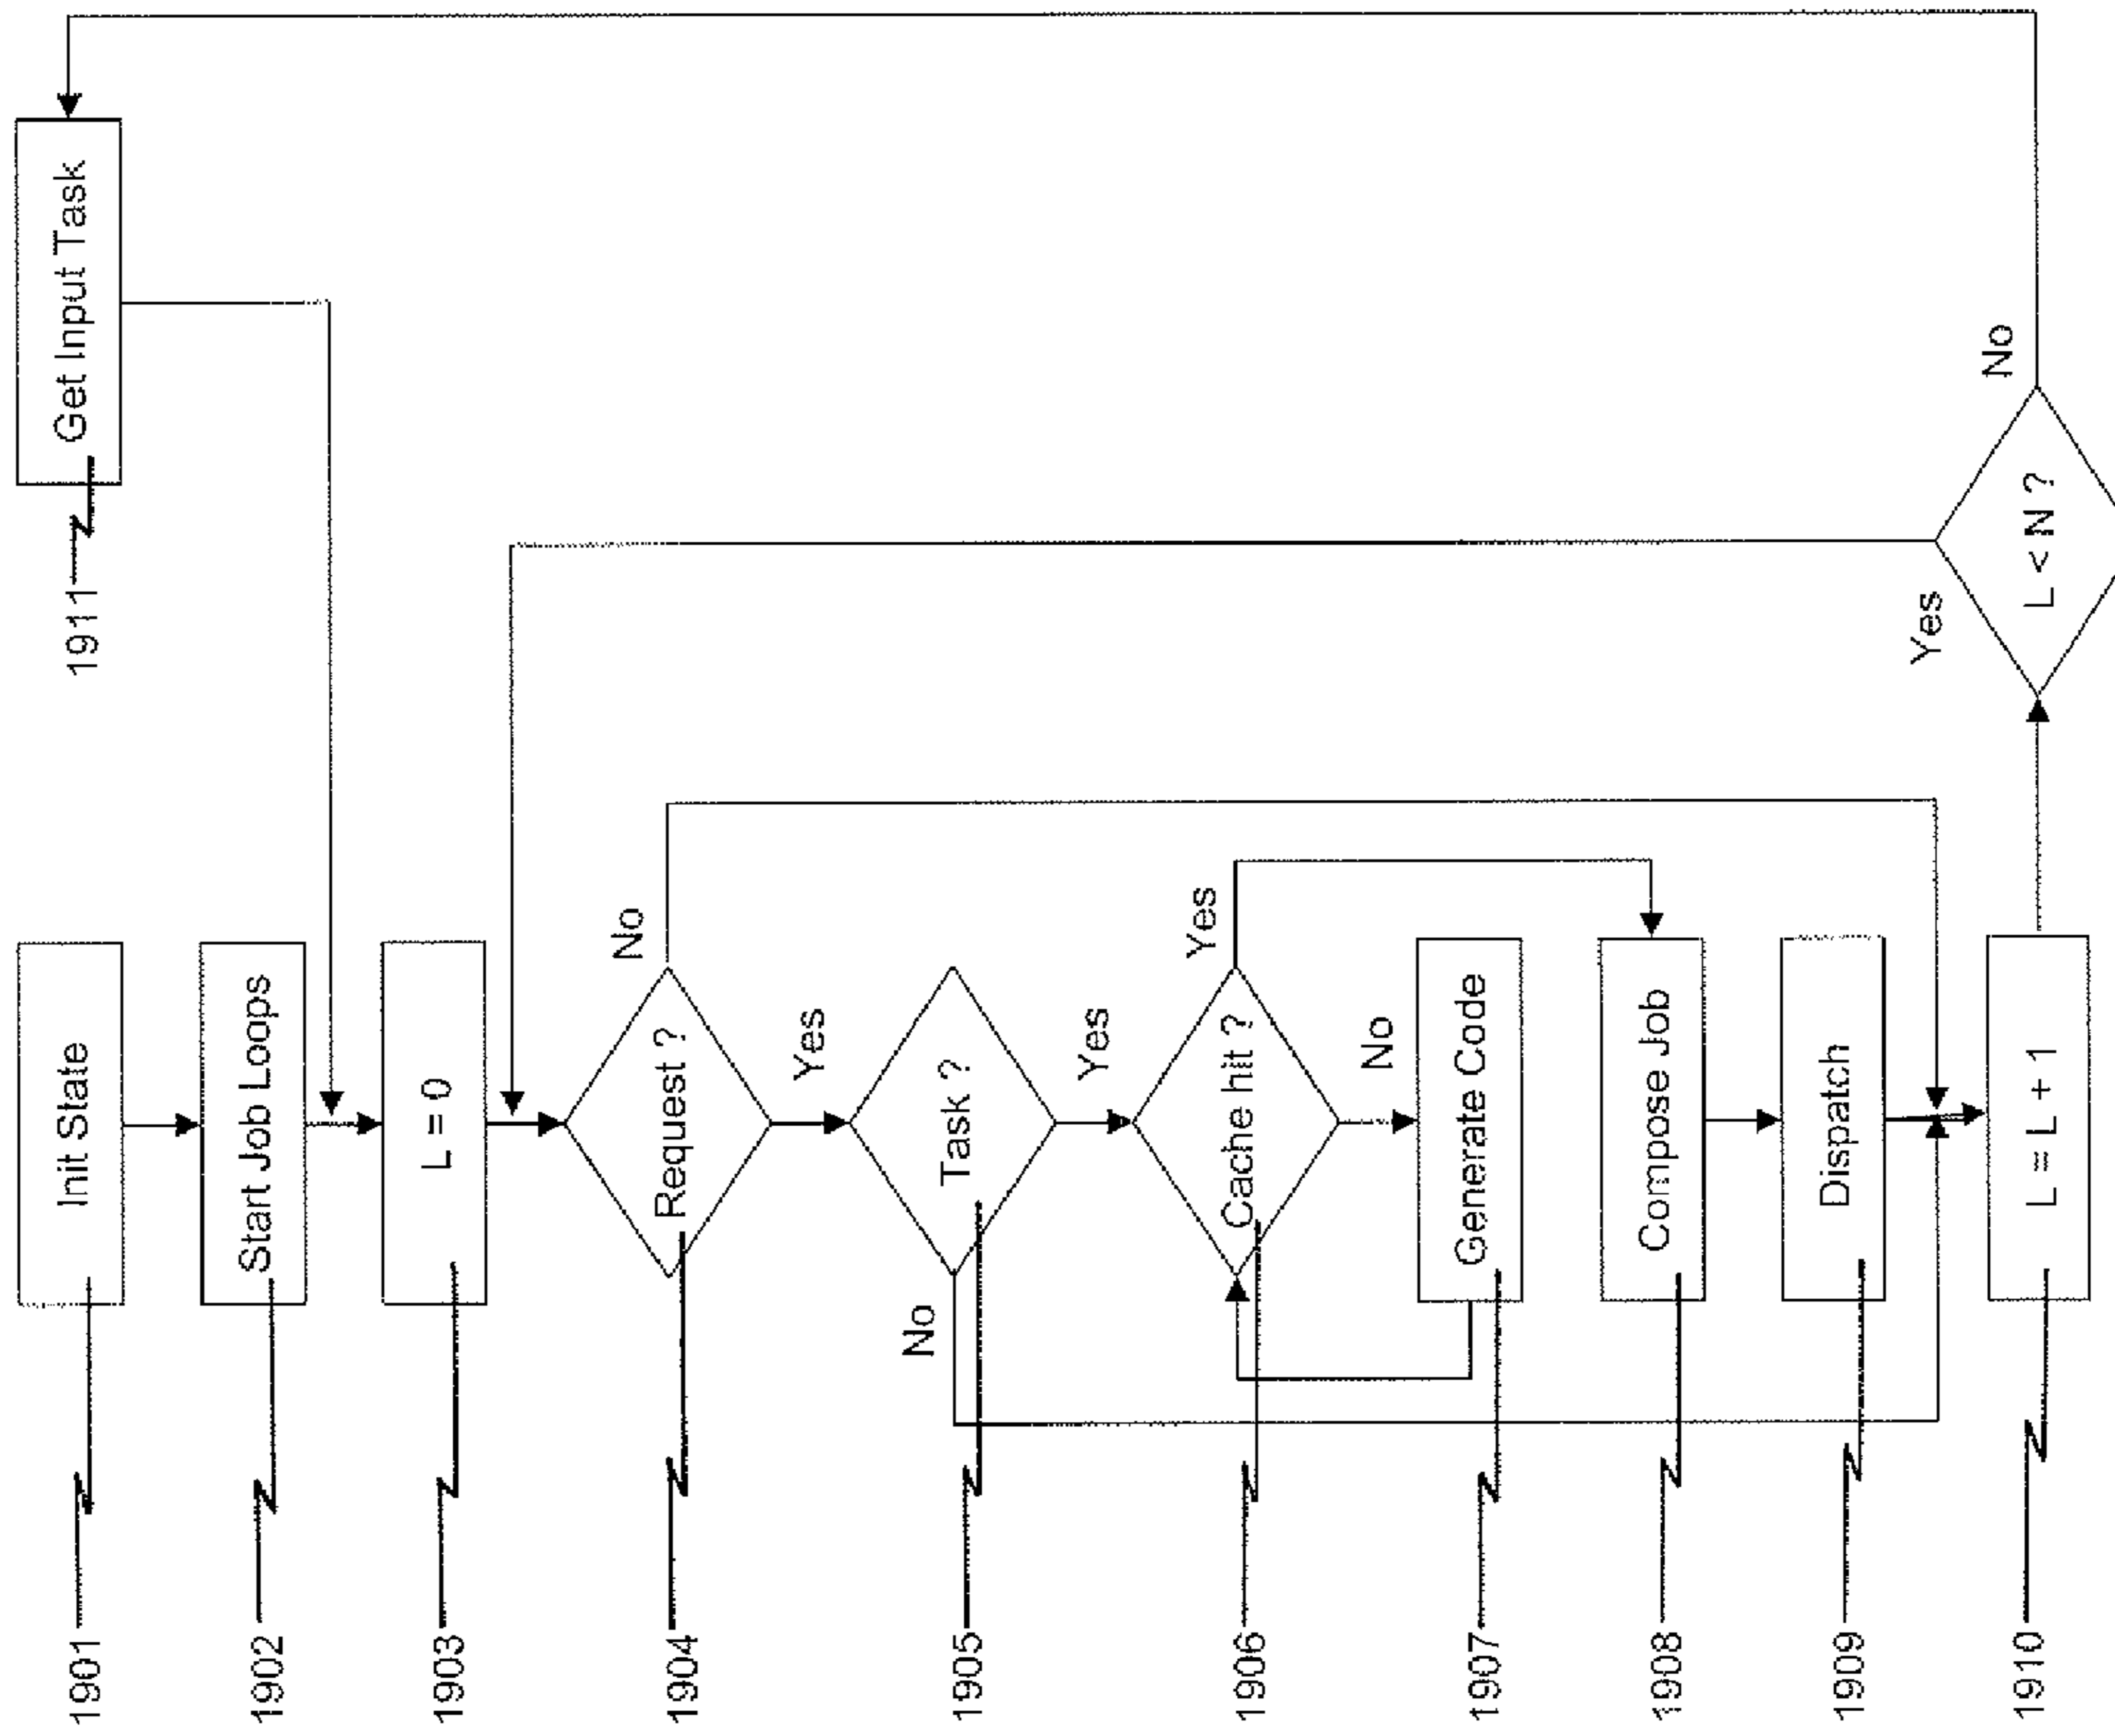 1901
Init State
1902
Start Job Loops
1903
L = 0
1904
Request ?
No
Yes
1905
Task ?
No
Yes
1906
Cache hit ?
Yes
No
1907
Generate Code
1908
Compose Job
1909
Dispatch
1910
L = L + 1
L < N ?
Yes
No
1911
Get Input Task